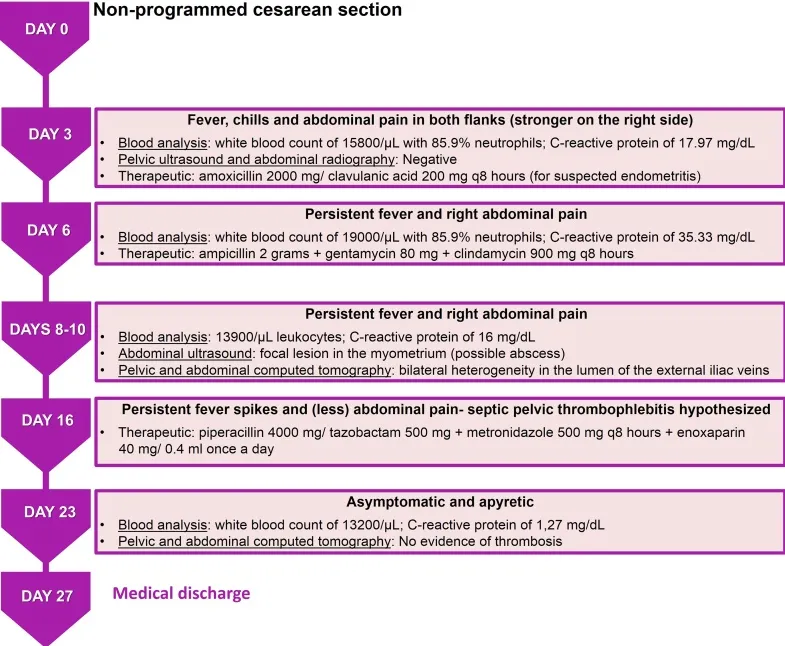 DAY 0
Non-programmed cesarean section
DAY 3
Fever, chills and abdominal pain in both flanks (stronger on the right side)
• Blood analysis: white blood count of 15800/µL with 85.9% neutrophils; C-reactive protein of 17.97 mg/dL
• Pelvic ultrasound and abdominal radiography: Negative
• Therapeutic: amoxicillin 2000 mg/ clavulanic acid 200 mg q8 hours (for suspected endometritis)
DAY 6
Persistent fever and right abdominal pain
• Blood analysis: white blood count of 19000/µL with 85.9% neutrophils; C-reactive protein of 35.33 mg/dL
• Therapeutic: ampicillin 2 grams + gentamycin 80 mg + clindamycin 900 mg q8 hours
DAYS 8-10
Persistent fever and right abdominal pain
• Blood analysis: 13900/µL leukocytes; C-reactive protein of 16 mg/dL
• Abdominal ultrasound: focal lesion in the myometrium (possible abscess)
• Pelvic and abdominal computed tomography: bilateral heterogeneity in the lumen of the external iliac veins
DAY 16
Persistent fever spikes and (less) abdominal pain- septic pelvic thrombophlebitis hypothesized
• Therapeutic: piperacillin 4000 mg/ tazobactam 500 mg + metronidazole 500 mg q8 hours + enoxaparin
40 mg/ 0.4 ml once a day
DAY 23
Asymptomatic and apyretic
• Blood analysis: white blood count of 13200/µL; C-reactive protein of 1,27 mg/dL
• Pelvic and abdominal computed tomography: No evidence of thrombosis
DAY 27
Medical discharge